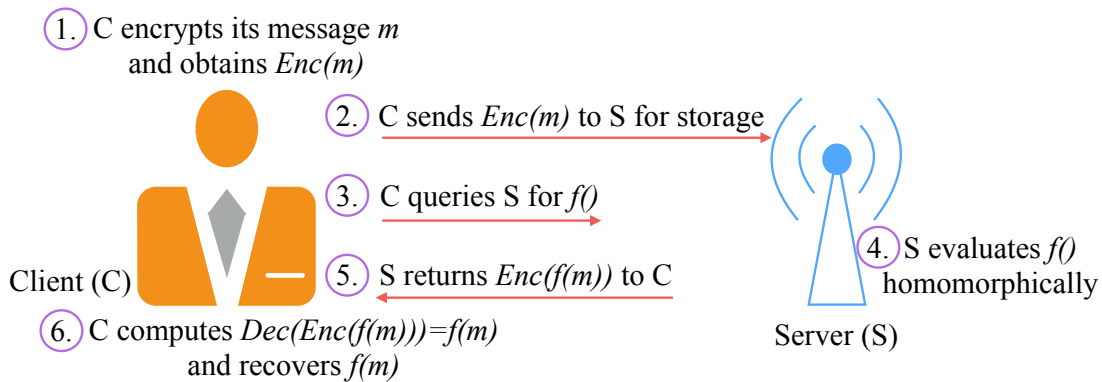 1. C encrypts its message m
and obtains Enc(m)
2. C sends Enc(m) to S for storage
3. C queries S for f()
4. S evaluates f()
homomorphically
5. S returns Enc(f(m)) to C
Client (C)
6. C computes Dec(Enc(f(m)))=f(m)
and recovers f(m)
Server (S)